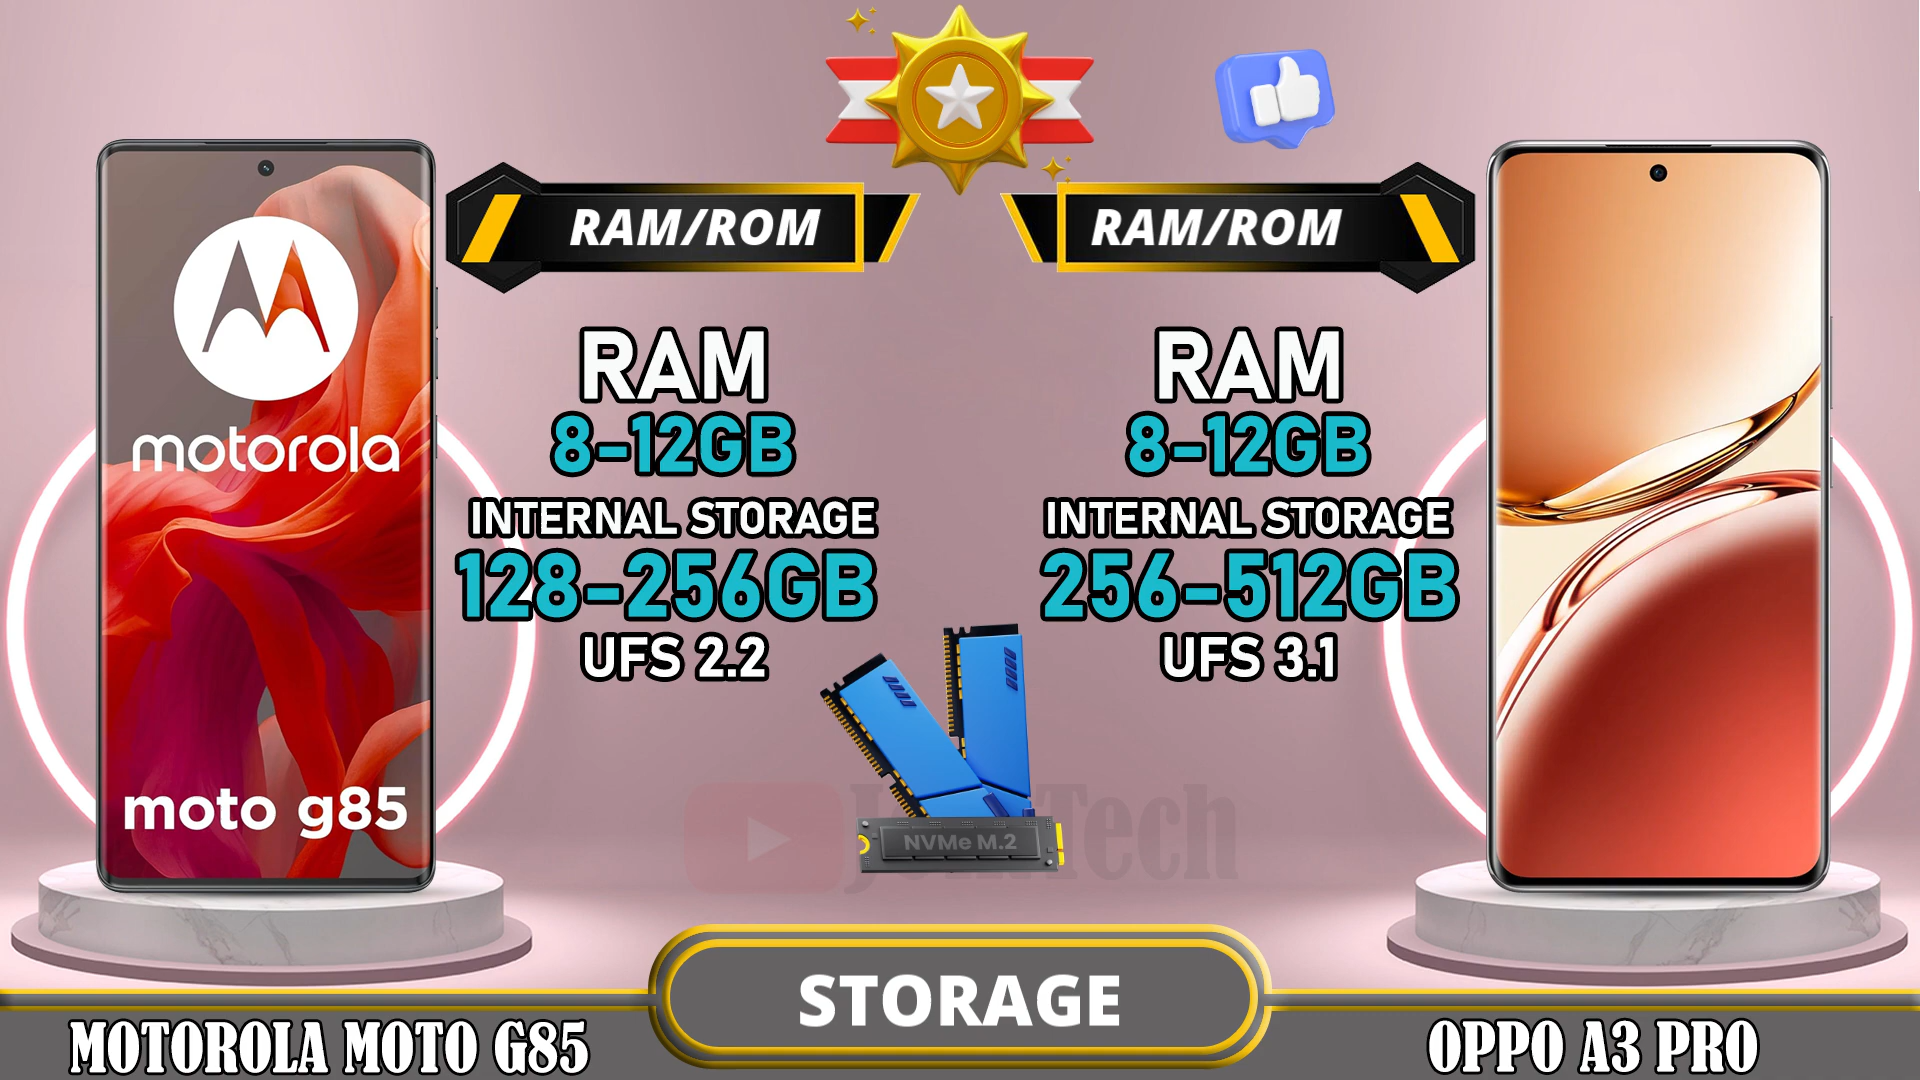 RAM/ROM
RAM/ROM
motorola
moto g85
RAM
8-12GB
INTERNAL STORAGE
128-256GB
UFS 2.2
RAM
8-12GB
INTERNAL STORAGE
256-512GB
UFS 3.1
NVMe M.2
Tech
STORAGE
MOTOROLA MOTO G85
OPPO A3 PRO